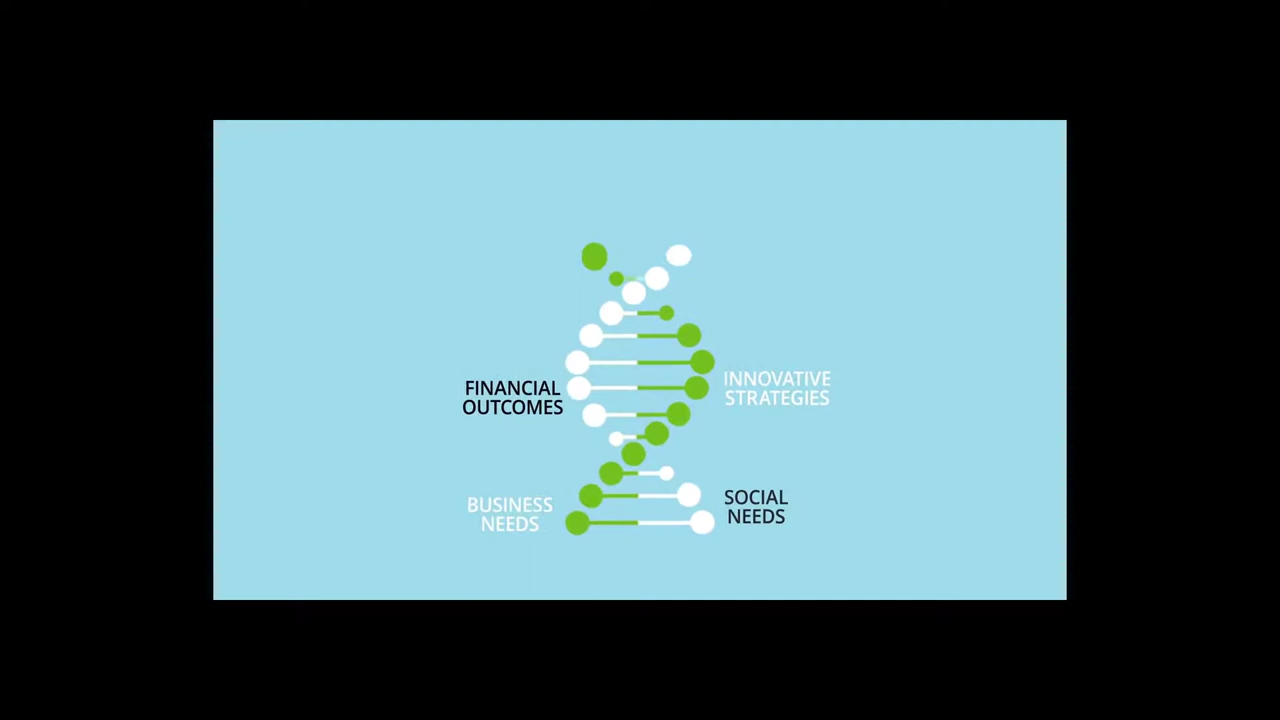 FINANCIAL
OUTCOMES
INNOVATIVE
STRATEGIES
BUSINESS
NEEDS
SOCIAL
NEEDS